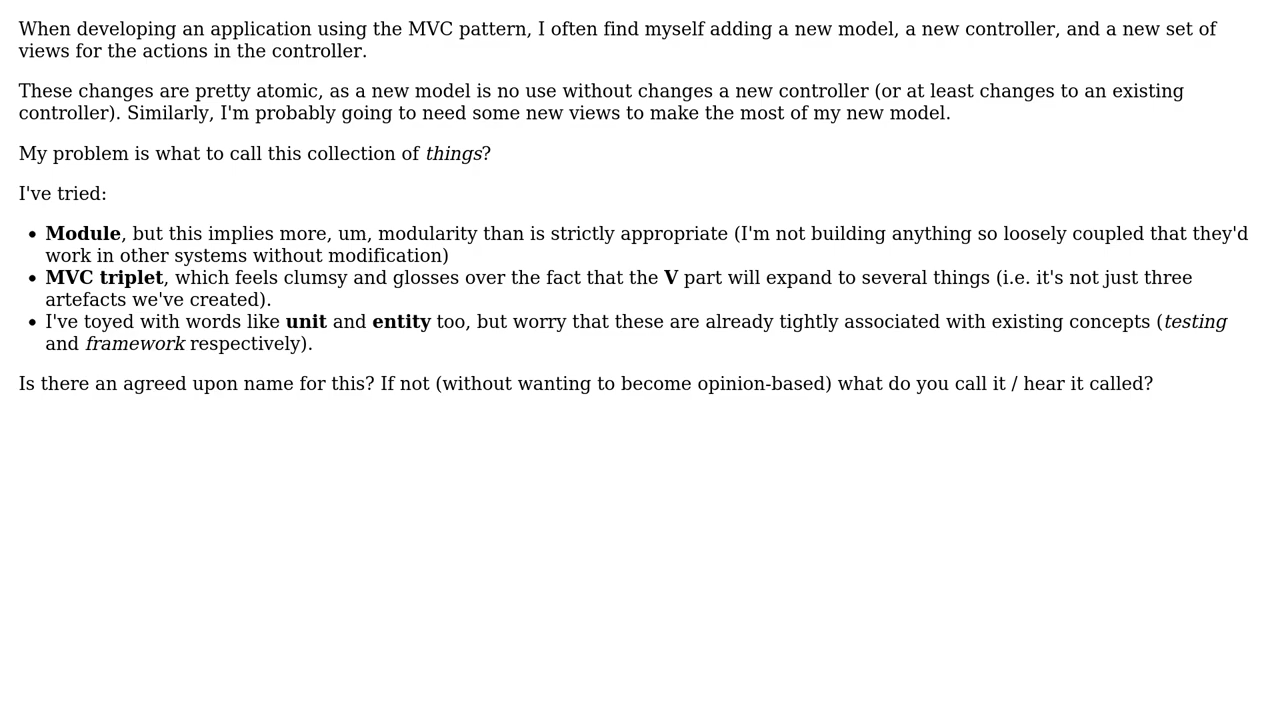 When developing an application using the MVC pattern, I often find myself adding a new model, a new controller, and a new set of
views for the actions in the controller.
These changes are pretty atomic, as a new model is no use without changes a new controller (or at least changes to an existing
controller). Similarly, I'm probably going to need some new views to make the most of my new model.
My problem is what to call this collection of things?
I've tried:
• Module, but this implies more, um, modularity than is strictly appropriate (I'm not building anything so loosely coupled that they'd
work in other systems without modification)
• MVC triplet, which feels clumsy and glosses over the fact that the V part will expand to several things (i.e. it's not just three
artefacts we've created).
• I've toyed with words like unit and entity too, but worry that these are already tightly associated with existing concepts (testing
and framework respectively).
Is there an agreed upon name for this? If not (without wanting to become opinion-based) what do you call it / hear it called?